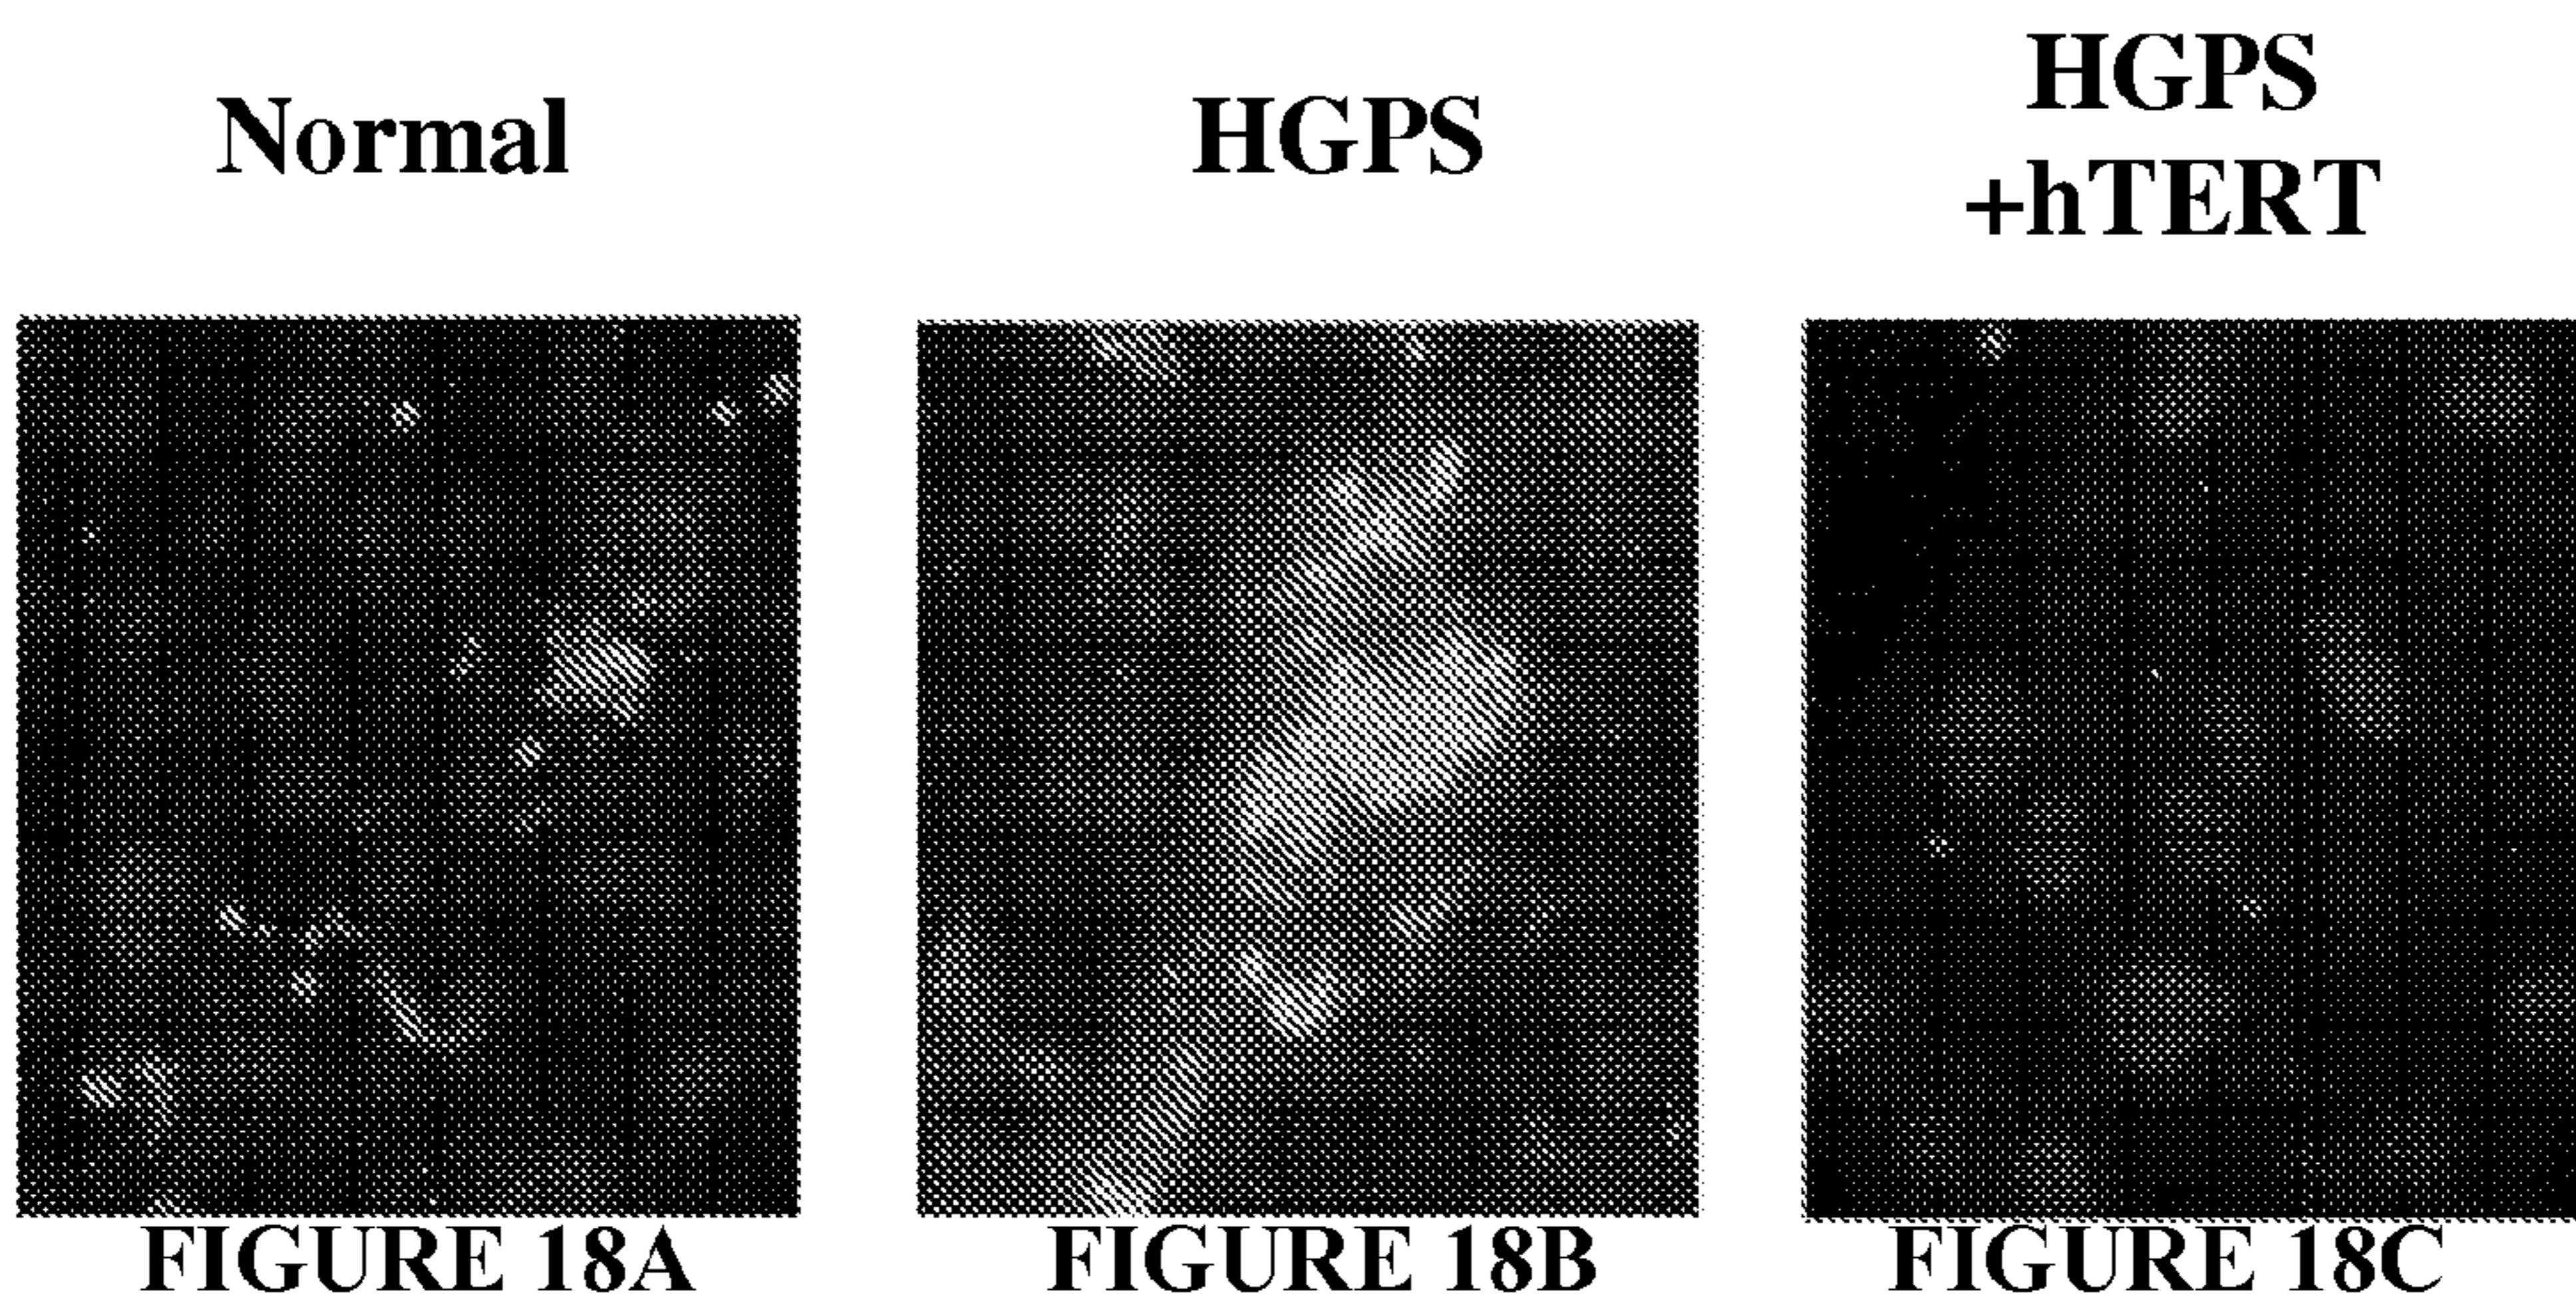 Normal
HGPS
HGPS
+hTERT
FIGURE 18A
FIGURE 18B
FIGURE 18C